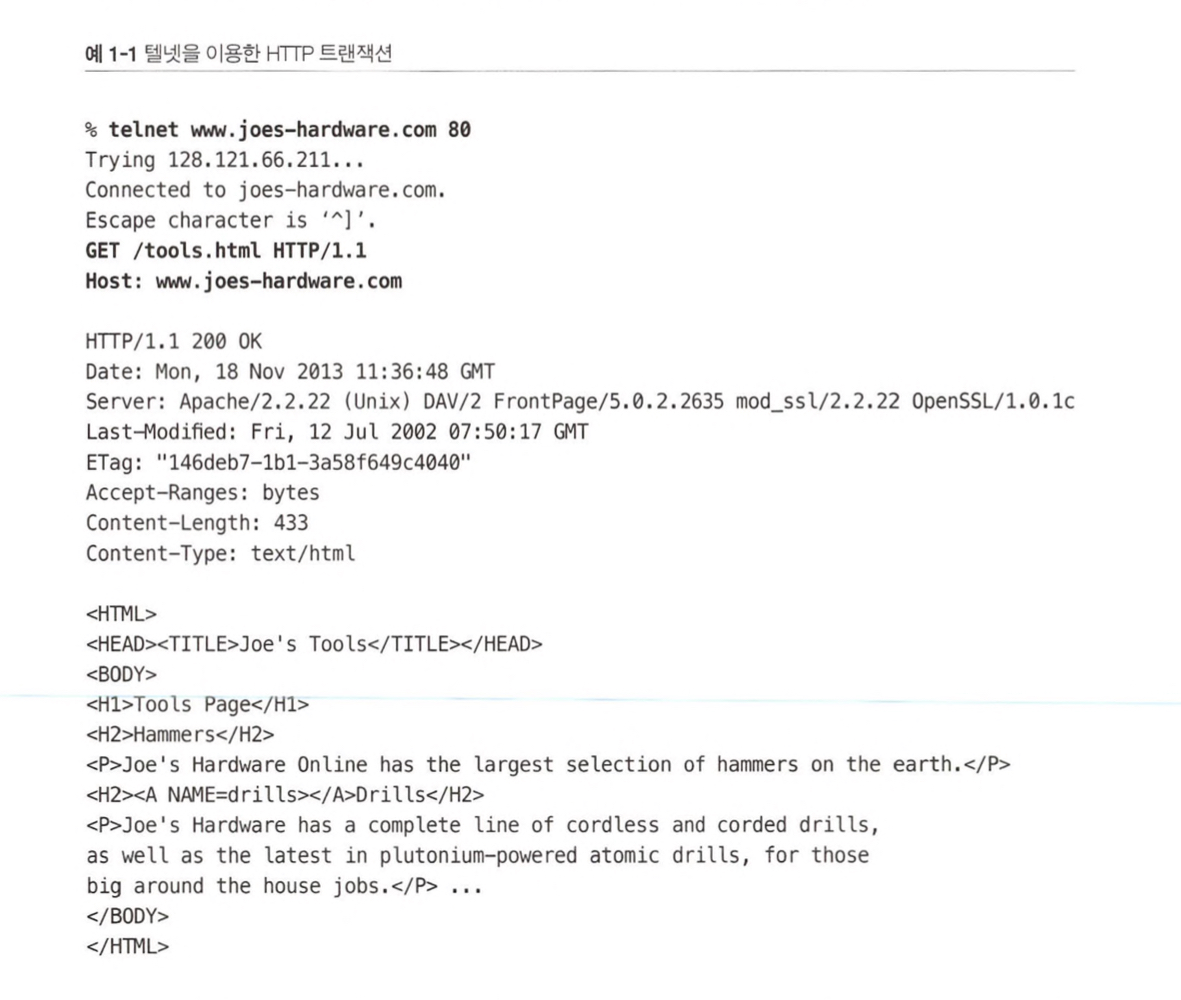 예 1-1 텔넷을 이용한 HTTP 트랜잭션
% telnet www.joes-hardware.com 80
Trying 128.121.66.211...
Connected to joes-hardware.com.
Escape character is ‘^]’.
GET /tools.html HTTP/1.1
Host: www.joes-hardware.com
HTTP/1.1 200 OK
Date: Mon, 18 Nov 2013 11:36:48 GMT
Server: Apache/2.2.22 (Unix) DAV/2 FrontPage/5.0.2.2635 mod_ssl/2.2.22 OpenSSL/1.0.1c
Last-Modified: Fri, 12 Jul 2002 07:50:17 GMT
ETag: "146deb7-1b1-3a58f649c4040"
Accept-Ranges: bytes
Content-Length: 433
Content-Type: text/html
<HTML>
<HEAD><TITLE>Joe's Tools</TITLE></HEAD>
<BODY>
<H1>Tools Page</H1>
<H2>Hammers</H2>
<P>Joe's Hardware Online has the largest selection of hammers on the earth.</P>
<H2><A NAME=drills></A>Drills</H2>
<P>Joe's Hardware has a complete line of cordless and corded drills,
as well as the latest in plutonium-powered atomic drills, for those
big around the house jobs.</P> ...
</BODY>
</HTML>